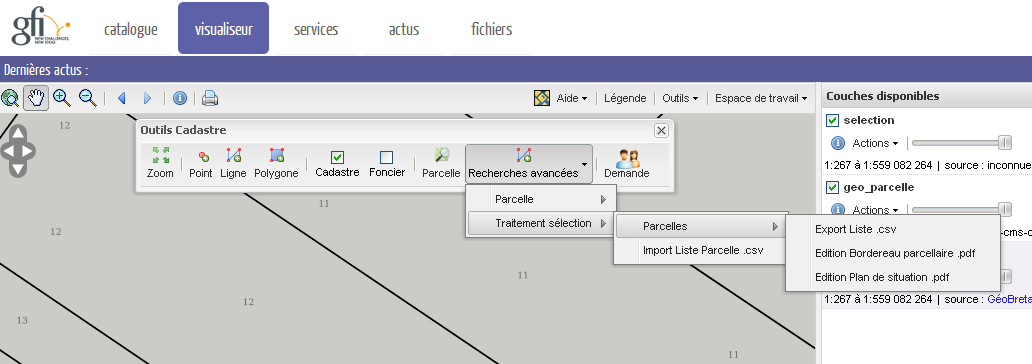 gfi
NEW CHALLENGES,
NEW IDEAS
catalogue
visualiseur
services
actus
fichiers
Dernières actus :
Aide
Légende
Outils
Espace de travail
Couches disponibles
12
Outils Cadastre
Zoom
Point
Ligne
Polygone
Cadastre
Foncier
Parcelle
Recherches avancées
Demande
Parcelle
Traitement sélection
Parcelles
Import Liste Parcelle .csv
Export Liste .csv
Edition Bordereau parcellaire .pdf
Edition Plan de situation .pdf
selection
Actions
1:267 à 1:559 082 264 | source : inconnue
geo_parcelle
Actions
-cms-c
1:267 à 1:559 082 264 | source : GéoBreta
11
12
11
12
13
11